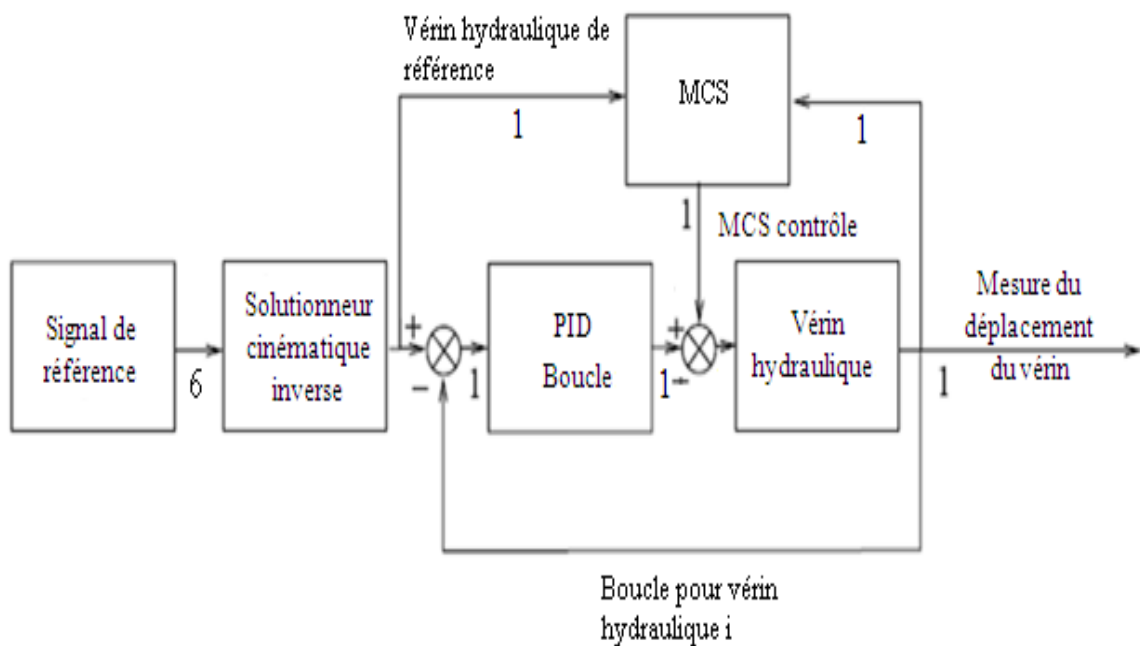 Vérin hydraulique de
référence
MCS
1
1
1
MCS contrôle
Signal de
référence
6
Solutionneur
cinématique
inverse
+
−
1
PID
Boucle
1
+
−
Vérin
hydraulique
1
Mesure du
déplacement
du vérin
Boucle pour vérin
hydraulique i